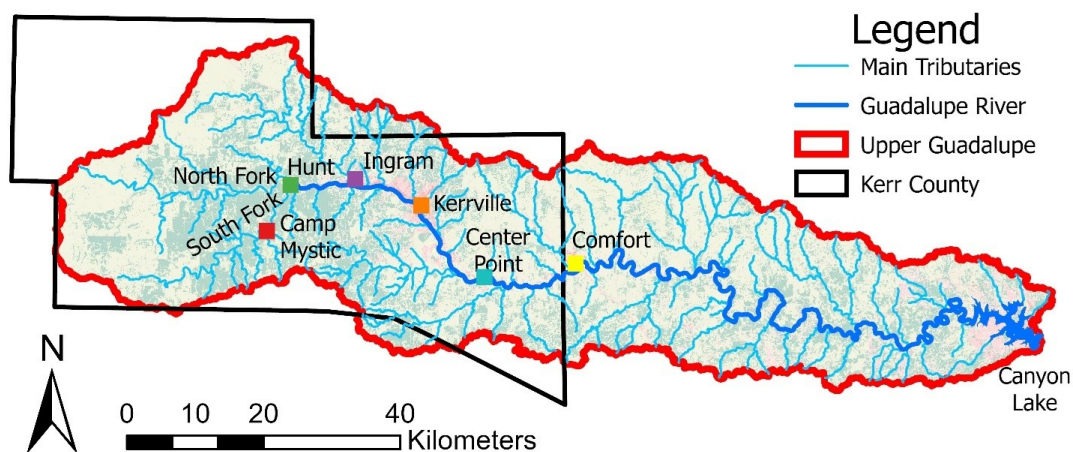 Legend
Main Tributaries
Guadalupe River
Upper Guadalupe
Kerr County
North Fork
Hunt
Ingram
South Fork
Camp
Mystic
Kerrville
Center
Point
Comfort
Canyon
Lake
N
0 10 20 40
Kilometers